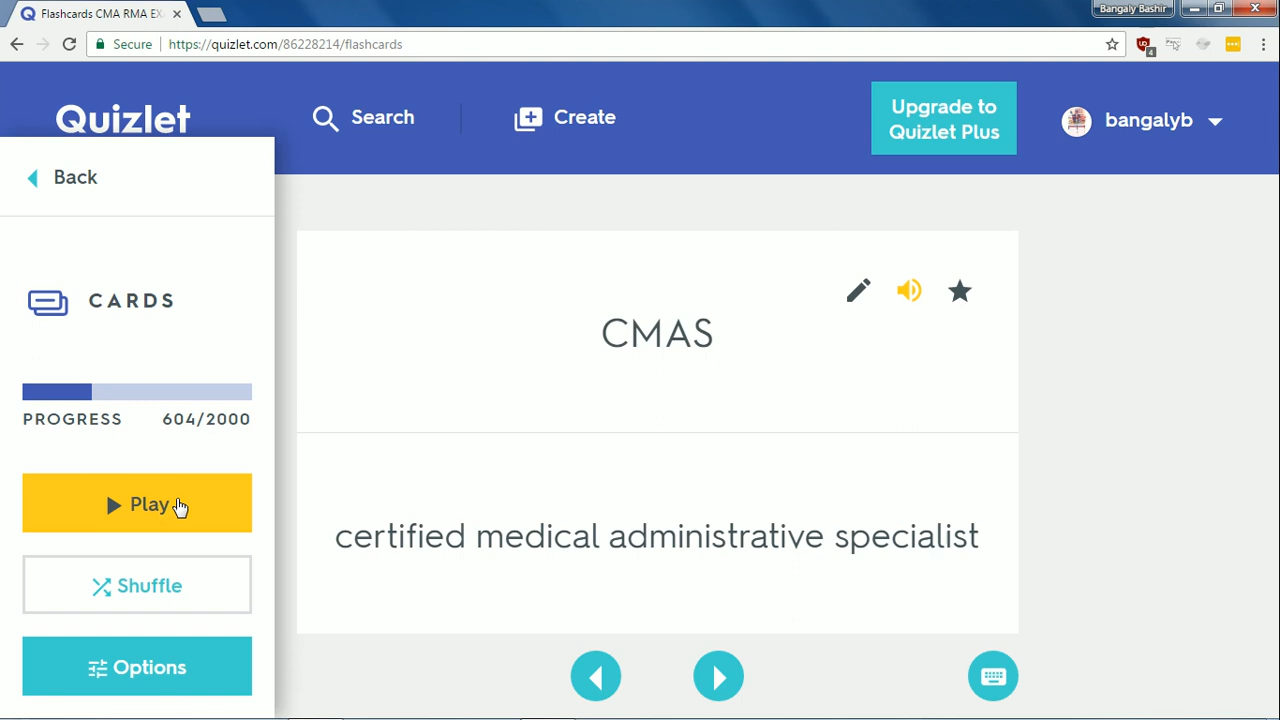 Flashcards CMA RMA EX
Bangaly Bashir
Secure
https://quizlet.com/86228214/flashcards
4
Quizlet
Search
Create
Upgrade to
Quizlet Plus
bangalyb
Back
CARDS
PROGRESS 604/2000
Play
Shuffle
Options
CMAS
certified medical administrative specialist